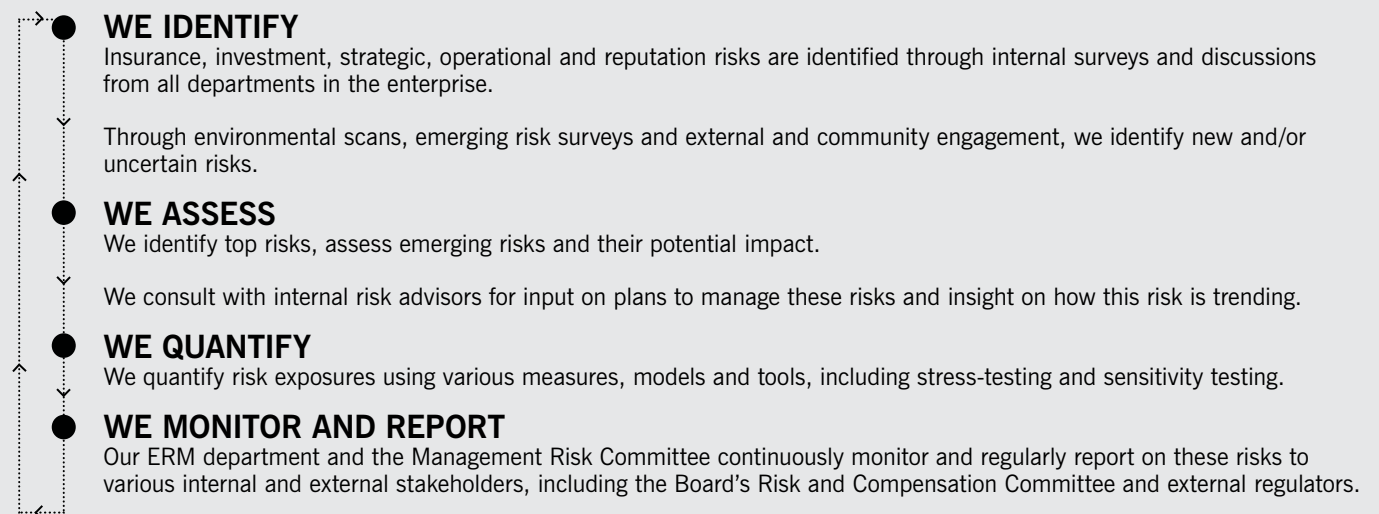 WE IDENTIFY
Insurance, investment, strategic, operational and reputation risks are identified through internal surveys and discussions
from all departments in the enterprise.
Through environmental scans, emerging risk surveys and external and community engagement, we identify new and/or
uncertain risks.
WE ASSESS
We identify top risks, assess emerging risks and their potential impact.
We consult with internal risk advisors for input on plans to manage these risks and insight on how this risk is trending.
WE QUANTIFY
We quantify risk exposures using various measures, models and tools, including stress-testing and sensitivity testing.
WE MONITOR AND REPORT
Our ERM department and the Management Risk Committee continuously monitor and regularly report on these risks to
various internal and external stakeholders, including the Board’s Risk and Compensation Committee and external regulators.